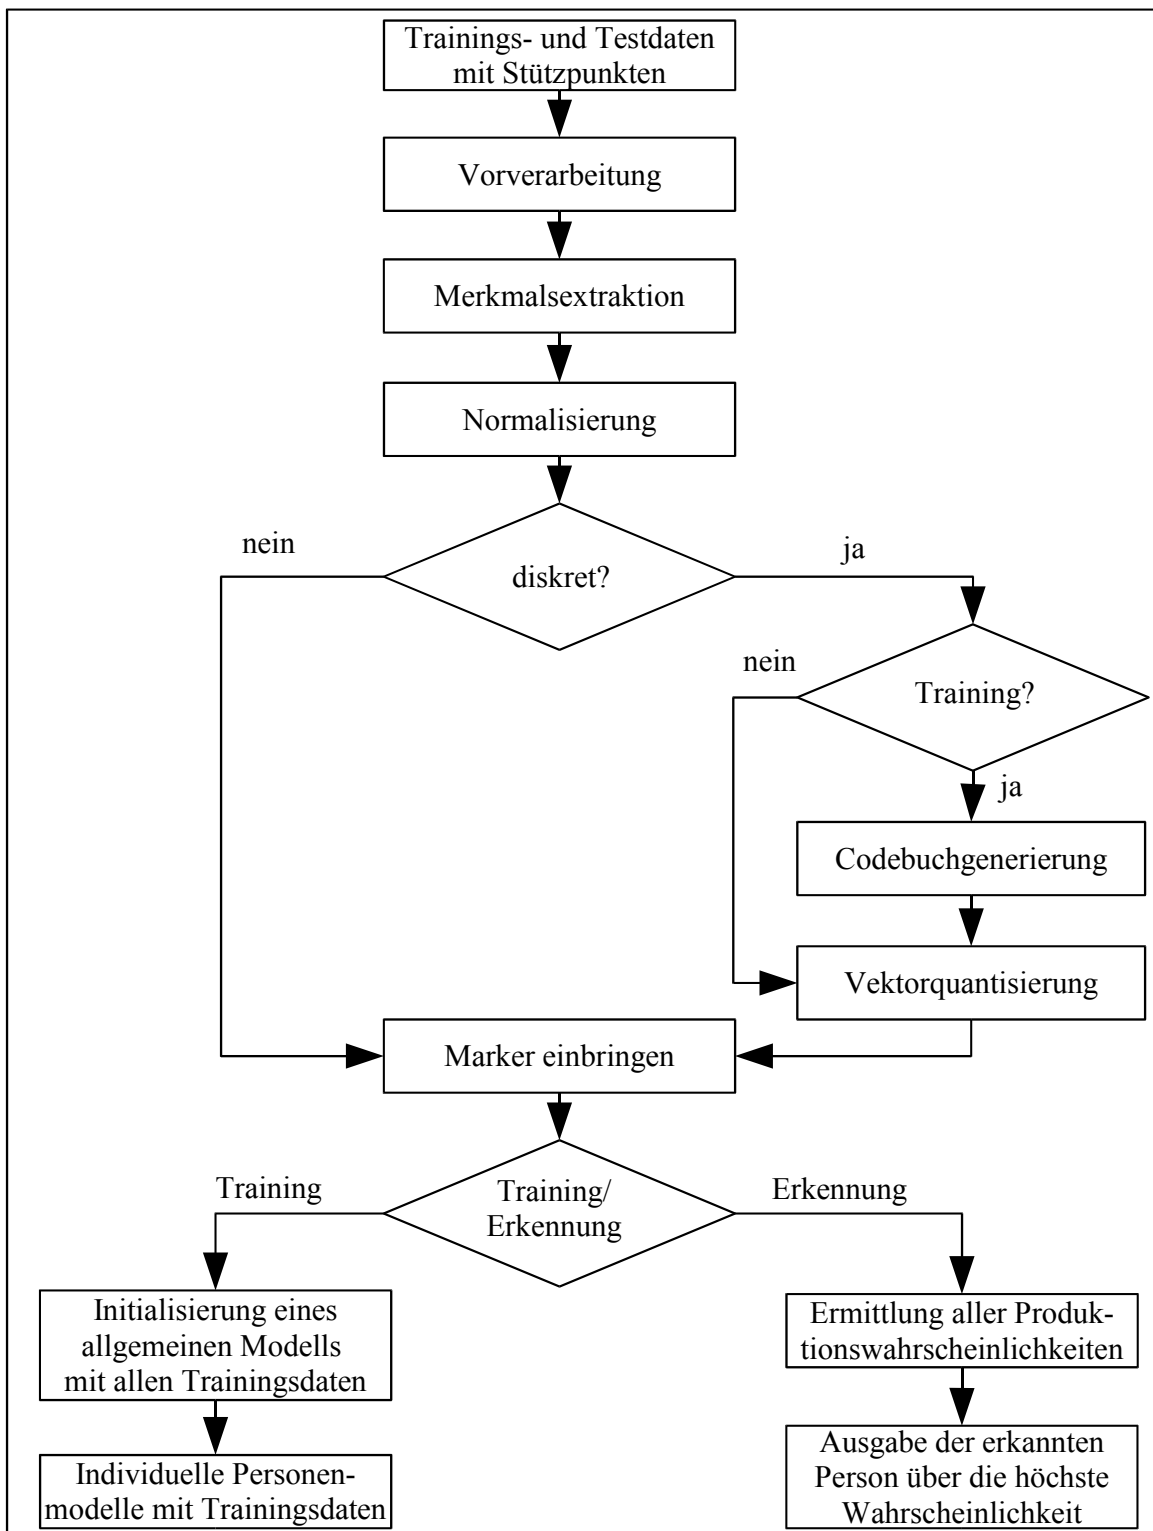 Trainings- und Testdaten
mit Stützpunkten
Vorverarbeitung
Merkmalsextraktion
Normalisierung
nein
ja
diskret?
nein
Training?
ja
Codebuchgenerierung
Vektorquantisierung
Marker einbringen
Training
Training/
Erkennung
Erkennung
Initialisierung eines
allgemeinen Modells
mit allen Trainingsdaten
Ermittlung aller Produk-
tionswahrscheinlichkeiten
Individuelle Personen-
modelle mit Trainingsdaten
Ausgabe der erkannten
Person über die höchste
Wahrscheinlichkeit